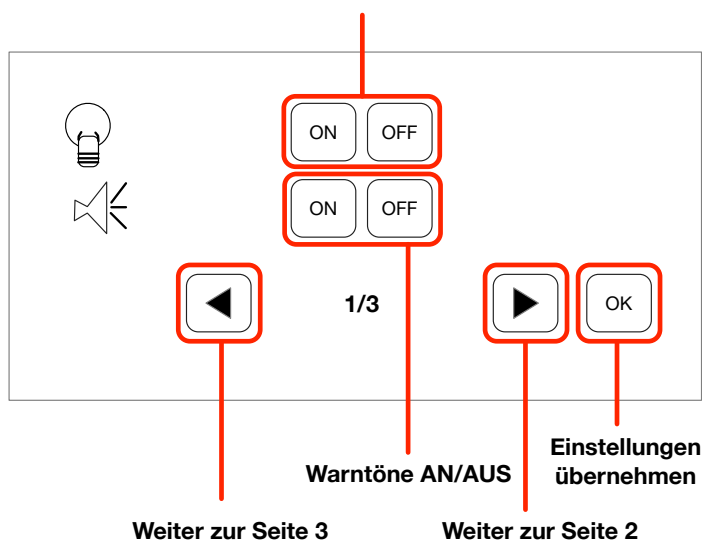 ON OFF
ON OFF
1/3
OK
Einstellungen
übernehmen
Warntöne AN/AUS
Weiter zur Seite 3
Weiter zur Seite 2